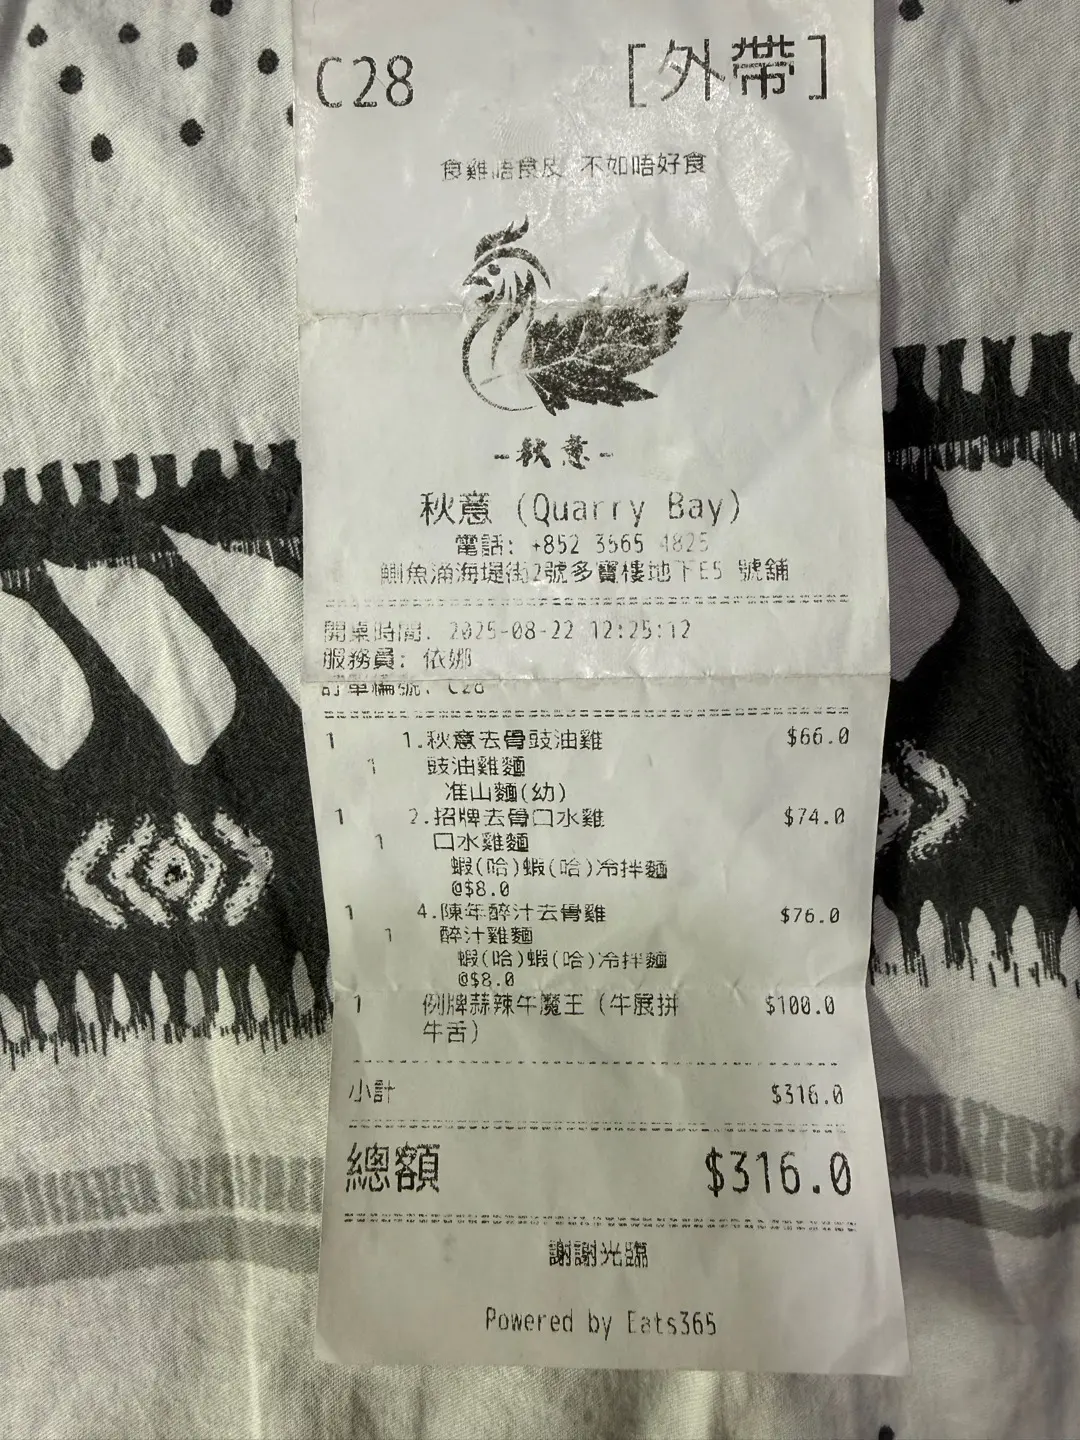 C28 [外帶]
食雞唔食皮 不如唔好食
-秋意-
秋意 (Quarry Bay)
電話: +852 3565 4825
鰂魚涌海堤街2號多寶樓地下E5 號舖
開桌時間: 2025-08-22 12:25:12
服務員: 依娜
訂單編號: C28
1 1.秋意去骨豉油雞 $66.0
1 豉油雞麵
准山麵(幼)
1 2.招牌去骨口水雞 $74.0
1 口水雞麵
蝦(哈)蝦(哈)冷拌麵
@$8.0
1 4.陳年醉汁去骨雞 $76.0
1 醉汁雞麵
蝦(哈)蝦(哈)冷拌麵
@$8.0
1 例牌蒜辣牛魔王 (牛展拼
牛舌)
$100.0
小計 $316.0
總額 $316.0
謝謝光臨
Powered by Eats365